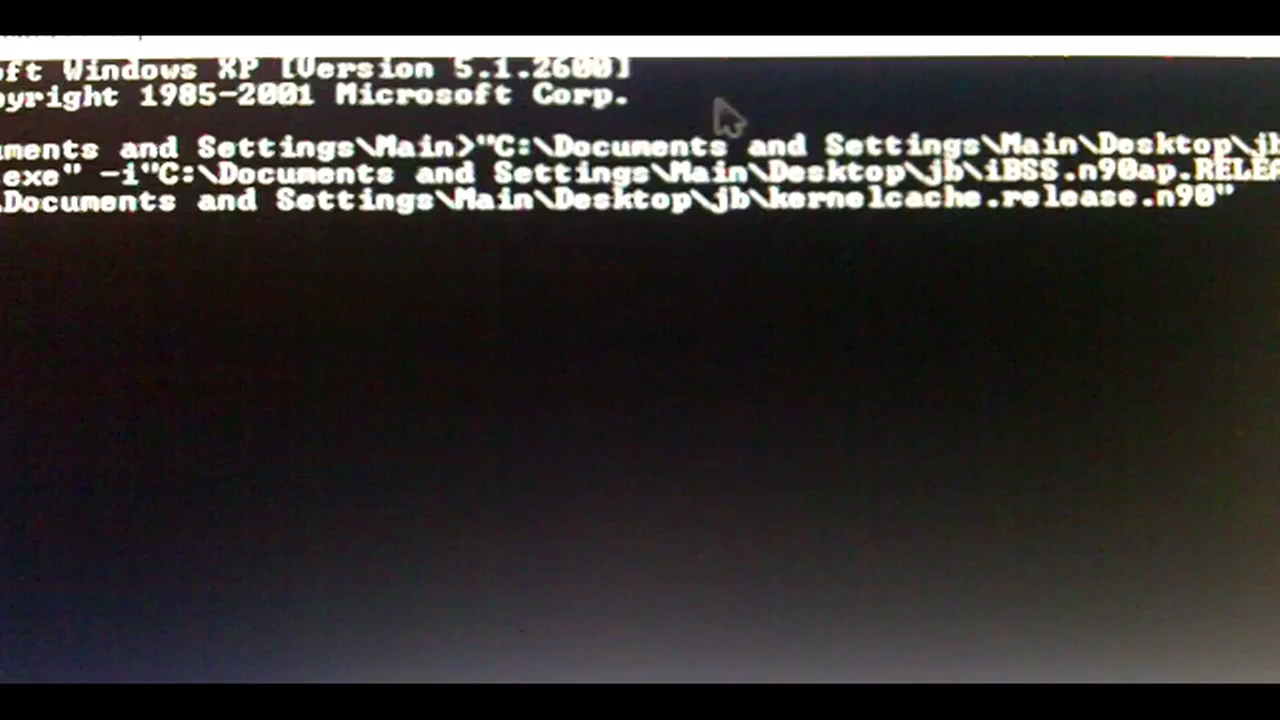 oft Windows XP [Version 5.1.2600]
opyright 1985-2001 Microsoft Corp.
uments and Settings\Main>"C:\Documents and Settings\Main\Desktop\jb
.exe" -i"C:\Documents and Settings\Main\Desktop\jb\iBSS.n90ap.RELEA
\Documents and Settings\Main\Desktop\jb\kernelcache.release.n90"